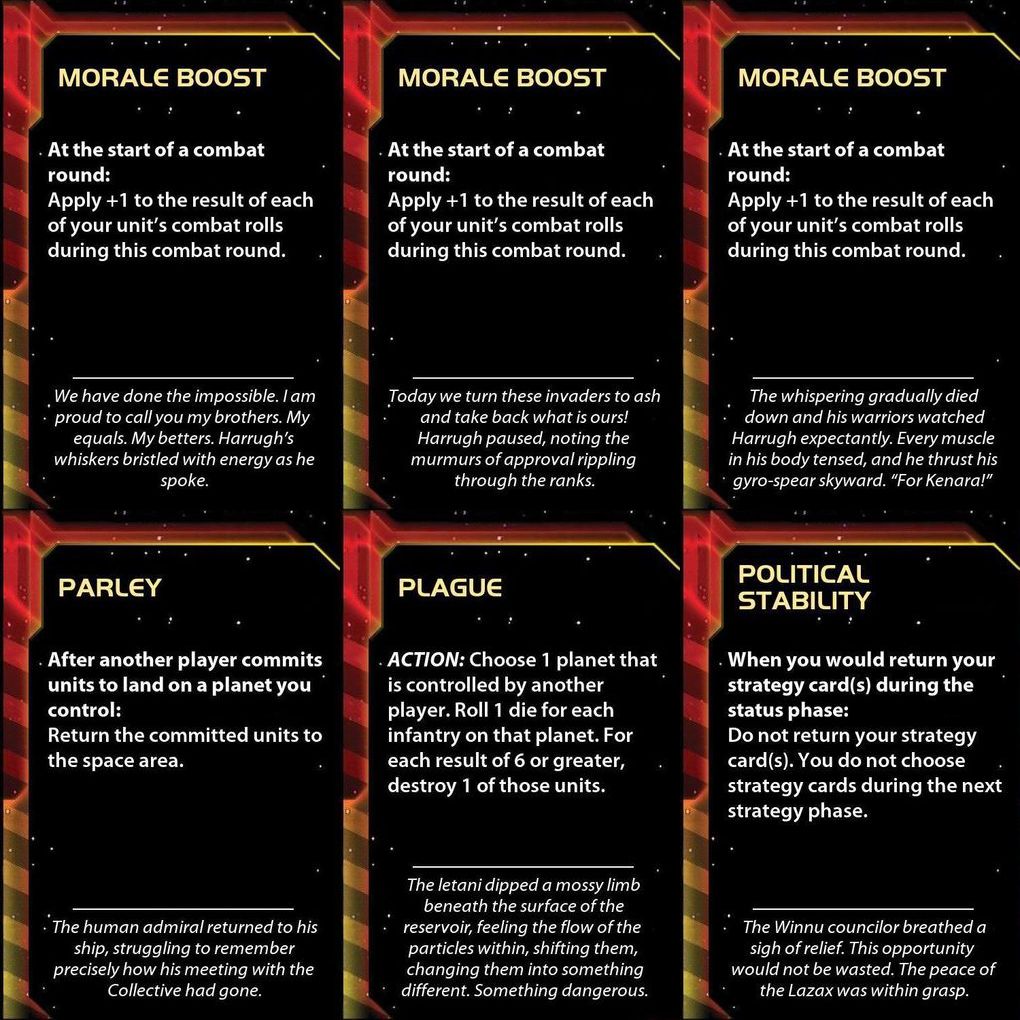 MORALE BOOST
At the start of a combat
round:
Apply +1 to the result of each
of your unit’s combat rolls
during this combat round.
We have done the impossible. I am
proud to call you my brothers. My
equals. My betters. Harrugh’s
whiskers bristled with energy as he
spoke.
MORALE BOOST
At the start of a combat
round:
Apply +1 to the result of each
of your unit’s combat rolls
during this combat round.
Today we turn these invaders to ash
and take back what is ours!
Harrugh paused, noting the
murmurs of approval rippling
through the ranks.
MORALE BOOST
At the start of a combat
round:
Apply +1 to the result of each
of your unit’s combat rolls
during this combat round.
The whispering gradually died
down and his warriors watched
Harrugh expectantly. Every muscle
in his body tensed, and he thrust his
gyro-spear skyward. “For Kenara!”
PARLEY
After another player commits
units to land on a planet you
control:
Return the committed units to
the space area.
The human admiral returned to his
ship, struggling to remember
precisely how his meeting with the
Collective had gone.
PLAGUE
ACTION: Choose 1 planet that
is controlled by another
player. Roll 1 die for each
infantry on that planet. For
each result of 6 or greater,
destroy 1 of those units.
The letani dipped a mossy limb
beneath the surface of the
reservoir, feeling the flow of the
particles within, shifting them,
changing them into something
different. Something dangerous.
POLITICAL
STABILITY
When you would return your
strategy card(s) during the
status phase:
Do not return your strategy
card(s). You do not choose
strategy cards during the next
strategy phase.
The Winnu councilor breathed a
sigh of relief. This opportunity
would not be wasted. The peace of
the Lazax was within grasp.